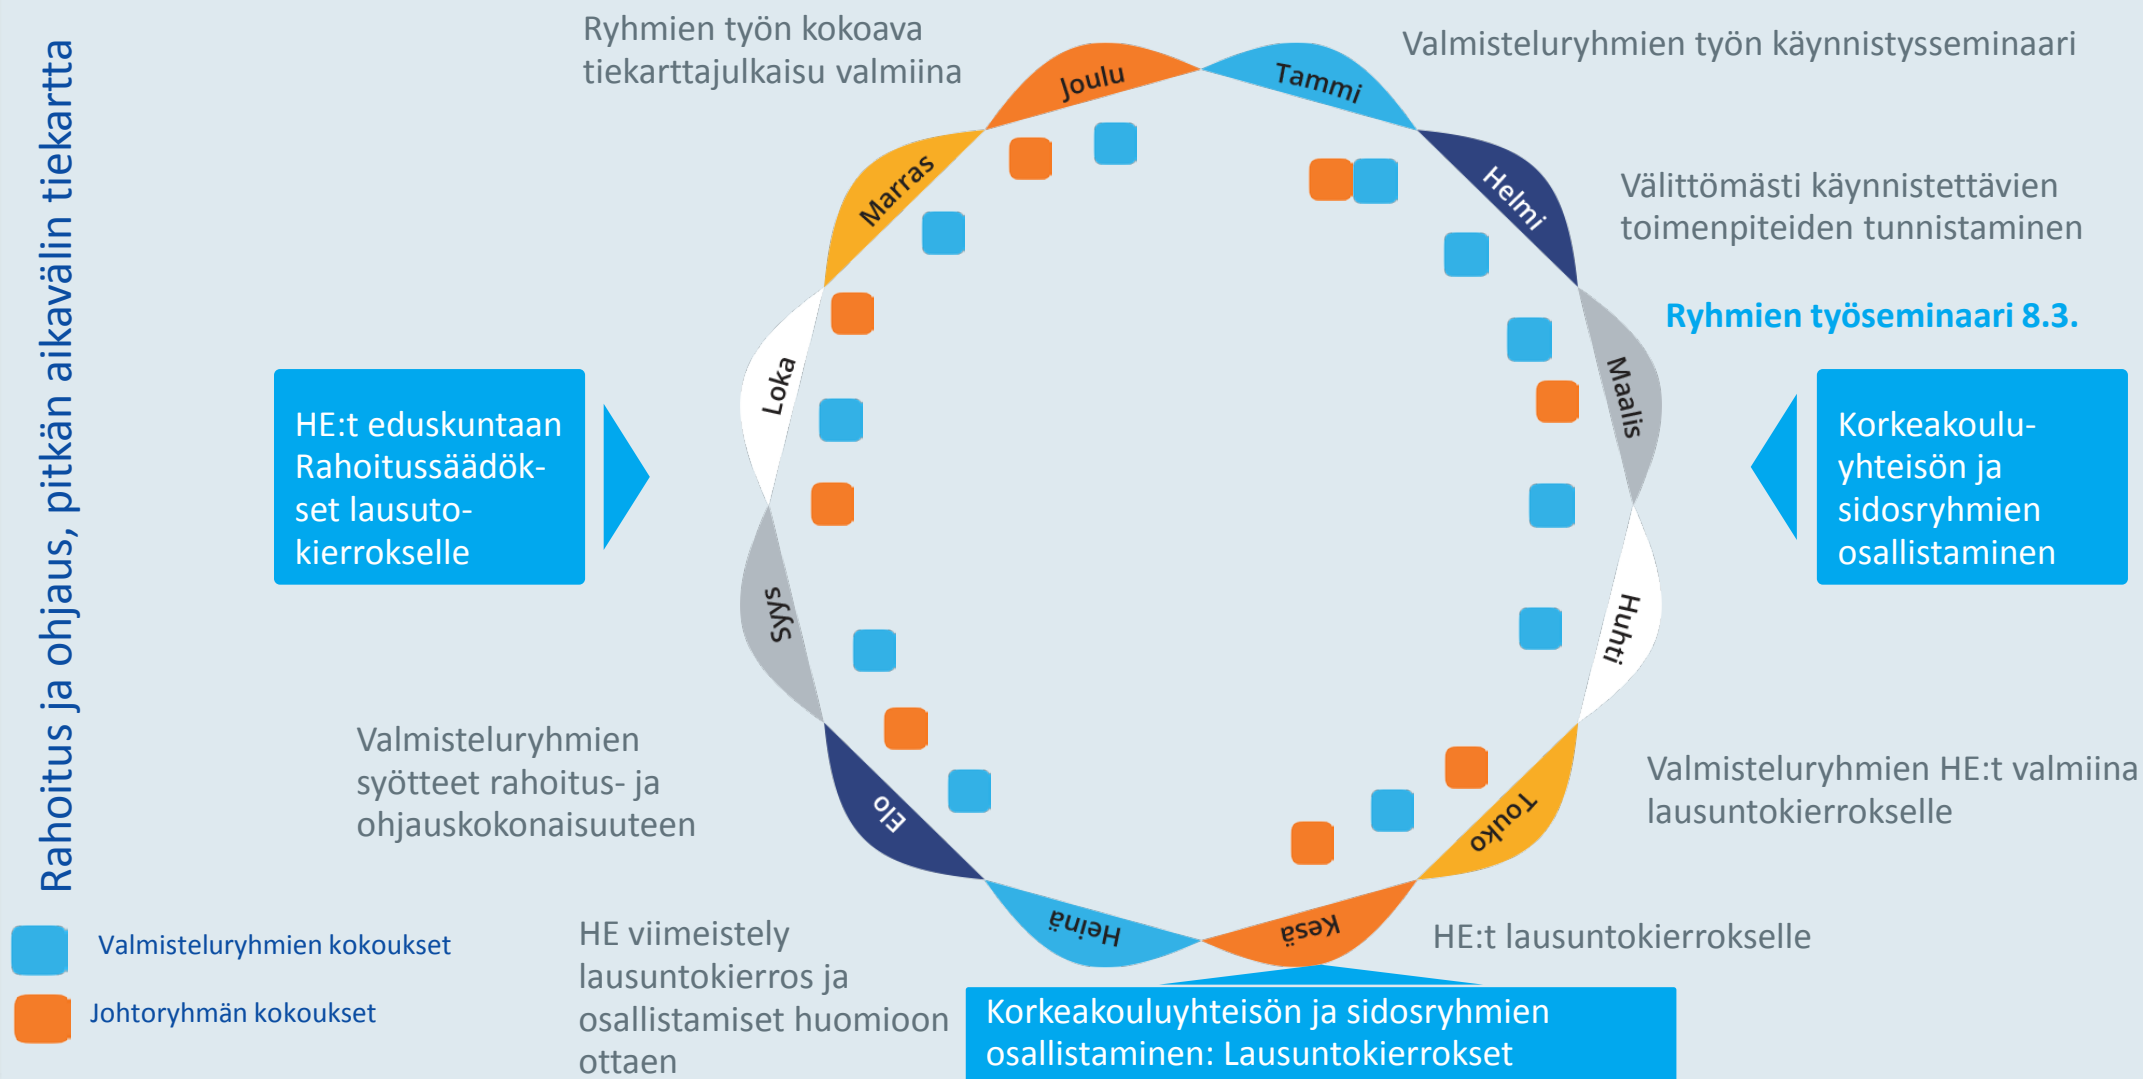 Rahoitus ja ohjaus, pitkän aikavälin tiekartta
Ryhmien työn kokoava
tiekarttajulkaisu valmiina
Valmisteluryhmien työn käynnistysseminaari
Joulu
Tammi
Marras
Helmi
Välittömästi käynnistettävien
toimenpiteiden tunnistaminen
Ryhmien työseminaari 8.3.
Loka
Maalis
HE:t eduskuntaan
Rahoitussäädök-
set lausuto-
kierrokselle
Korkeakoulu-
yhteisön ja
sidosryhmien
osallistaminen
Syys
Huhti
Valmisteluryhmien
syötteet rahoitus- ja
ohjauskokonaisuuteen
Elo
Touko
Valmisteluryhmien HE:t valmiina
lausuntokierrokselle
Heinä
Kesä
HE:t lausuntokierrokselle
HE viimeistely
lausuntokierros ja
osallistamiset huomioon
ottaen
Korkeakouluyhteisön ja sidosryhmien
osallistaminen: Lausuntokierrokset
Valmisteluryhmien kokoukset
Johtoryhmän kokoukset